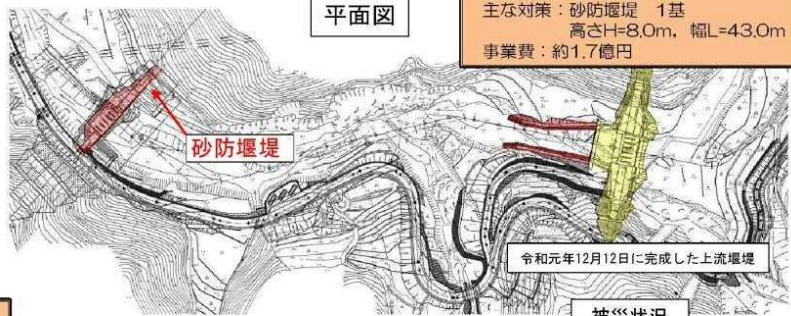 平面図
主な対策：砂防堰堤　1基
高さH=8.0m，幅L=43.0m
事業費：約1.7億円
砂防堰堤
令和元年12月12日に完成した上流堰堤
被災状況